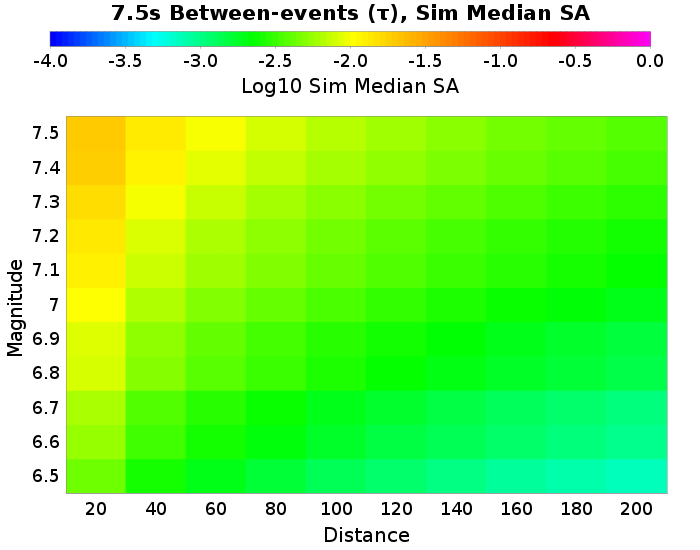 7.5s Between-events (τ), Sim Median SA
-4.0 -3.5 -3.0 -2.5 -2.0 -1.5 -1.0 -0.5 0.0
Log10 Sim Median SA
Magnitude
7.5
7.4
7.3
7.2
7.1
7
6.9
6.8
6.7
6.6
6.5
20 40 60 80 100 120 140 160 180 200
Distance